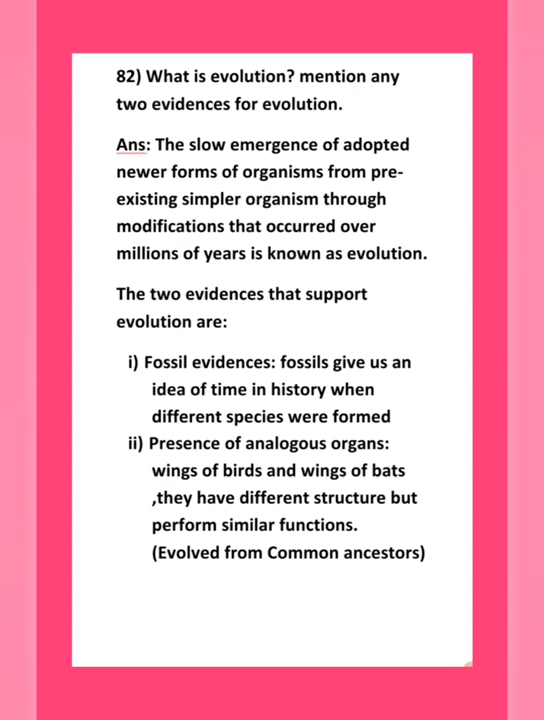 82) What is evolution? mention any
two evidences for evolution.
Ans: The slow emergence of adopted
newer forms of organisms from pre-
existing simpler organism through
modifications that occurred over
millions of years is known as evolution.
The two evidences that support
evolution are:
i) Fossil evidences: fossils give us an
idea of time in history when
different species were formed
ii) Presence of analogous organs:
wings of birds and wings of bats
,they have different structure but
perform similar functions.
(Evolved from Common ancestors)